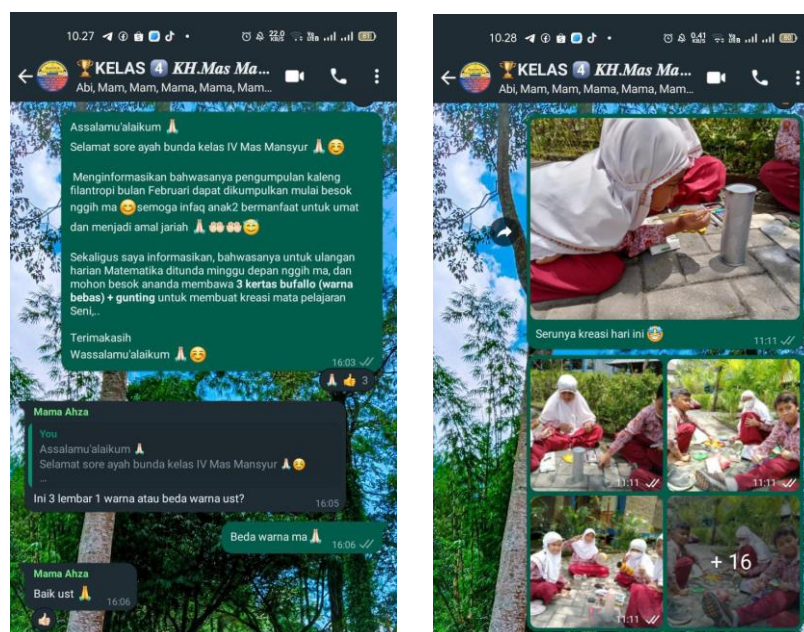 10.27
22.0 KB/S
81
KELAS 4 KH.Mas Ma...
Abi, Mam, Mam, Mama, Mama, Mam...
Assalamu'alaikum 🙏🏻
Selamat sore ayah bunda kelas IV Mas Mansyur 🙏🏻☺️
Menginformasikan bahwasanya pengumpulan kaleng
filantropi bulan Februari dapat dikumpulkan mulai besok
nggih ma 😊 semoga infaq anak2 bermanfaat untuk umat
dan menjadi amal jariah 🙏🏻🤲🏻🤲🏻😇
Sekaligus saya informasikan, bahwasanya untuk ulangan
harian Matematika ditunda minggu depan nggih ma, dan
mohon besok ananda membawa 3 kertas bufallo (warna
bebas) + gunting untuk membuat kreasi mata pelajaran
Seni,..
Terimakasih
Wassalamu'alaikum 🙏🏻☺️
16:03
3
Mama Ahza
You
Assalamu'alaikum 🙏🏻
Selamat sore ayah bunda kelas IV Mas Mansyur 🙏🏻☺️
...
Ini 3 lembar 1 warna atau beda warna ust?
16:05
Beda warna ma 🙏🏻
16:06
Mama Ahza
Baik ust 🙏🏻
16:06
10.28
0.41 KB/S
KELAS 4 KH.Mas Ma...
Abi, Mam, Mam, Mama, Mama, Mam...
Serunya kreasi hari ini 🥳
11:11
11:11
11:11
11:11
+ 16